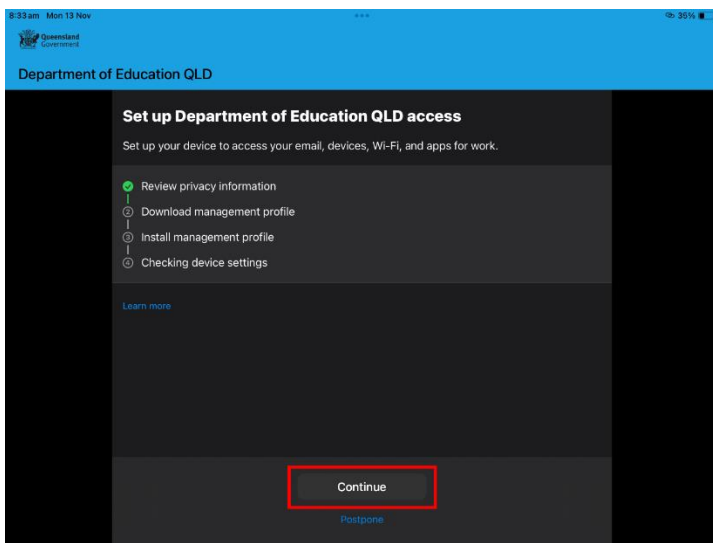 8:33 am Mon 13 Nov 35%
Queensland
Government
Department of Education QLD
Set up Department of Education QLD access
Set up your device to access your email, devices, Wi-Fi, and apps for work.
Review privacy information
2 Download management profile
3 Install management profile
4 Checking device settings
Learn more
Continue
Postpone